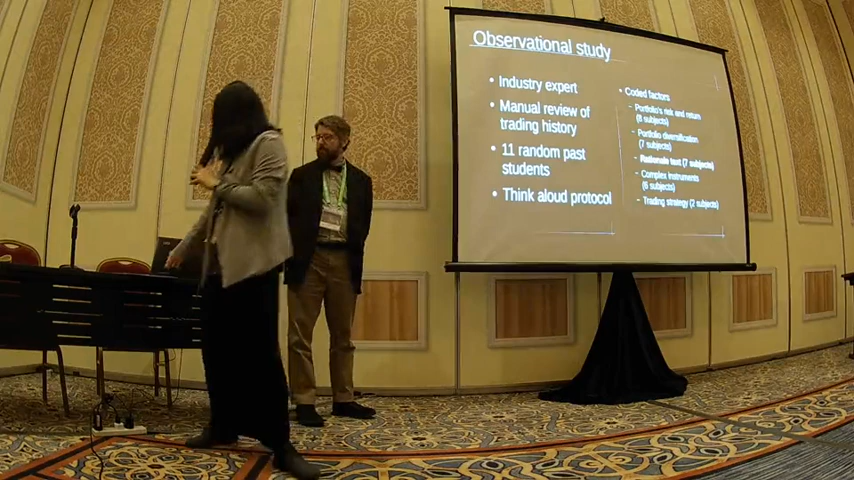 Observational study
• Industry expert
• Manual review of
trading history
• 11 random past
students
• Think aloud protocol
• Coded factors
– Portfolio's risk and return
(8 subjects)
– Portfolio diversification
(7 subjects)
– Rationale text (7 subjects)
– Complex instruments
(6 subjects)
– Trading strategy (2 subjects)